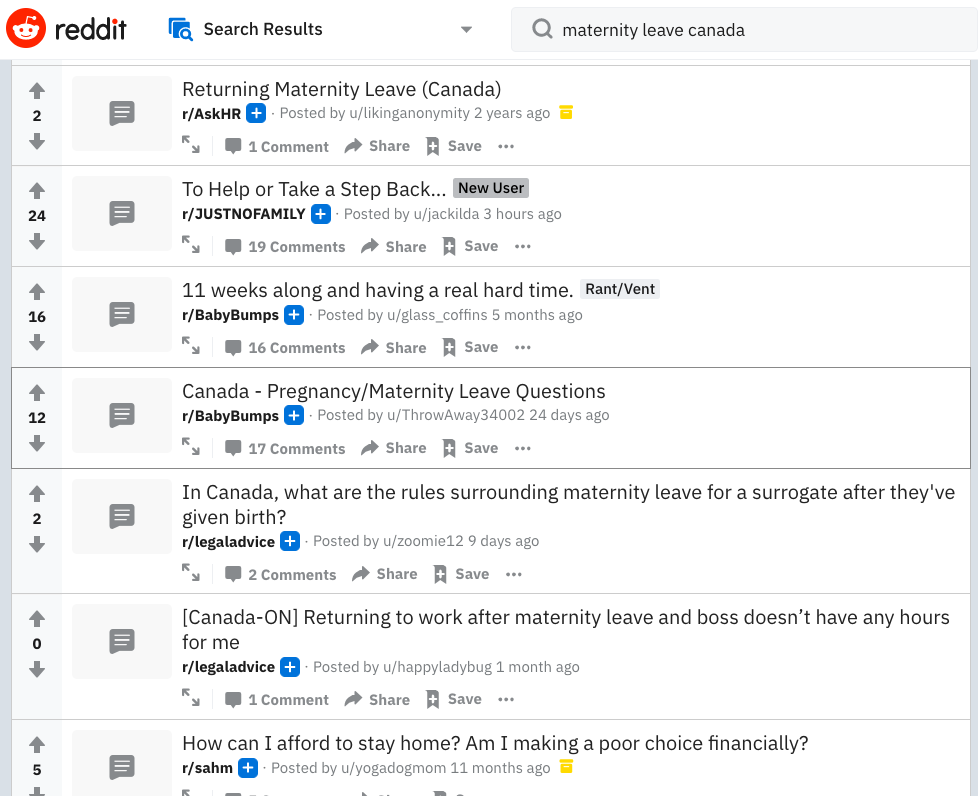 reddit
Search Results
maternity leave canada
Returning Maternity Leave (Canada)
r/AskHR · Posted by u/likinganonymity 2 years ago
2
1 Comment Share Save
To Help or Take a Step Back... New User
r/JUSTNOFAMILY · Posted by u/jackilda 3 hours ago
24
19 Comments Share Save
11 weeks along and having a real hard time. Rant/Vent
r/BabyBumps · Posted by u/glass_coffins 5 months ago
16
16 Comments Share Save
Canada - Pregnancy/Maternity Leave Questions
r/BabyBumps · Posted by u/ThrowAway34002 24 days ago
12
17 Comments Share Save
In Canada, what are the rules surrounding maternity leave for a surrogate after they've
given birth?
2
r/legaladvice · Posted by u/zoomie12 9 days ago
2 Comments Share Save
[Canada-ON] Returning to work after maternity leave and boss doesn’t have any hours
for me
0
r/legaladvice · Posted by u/happyladybug 1 month ago
1 Comment Share Save
How can I afford to stay home? Am I making a poor choice financially?
r/sahm · Posted by u/yogadogmom 11 months ago
5